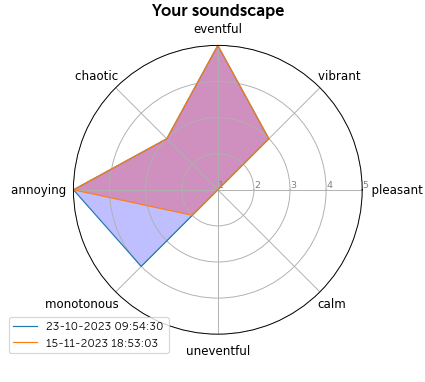 Your soundscape
eventful
chaotic
vibrant
annoying
1
2
3
4
5
pleasant
monotonous
calm
23-10-2023 09:54:30
15-11-2023 18:53:03
uneventful